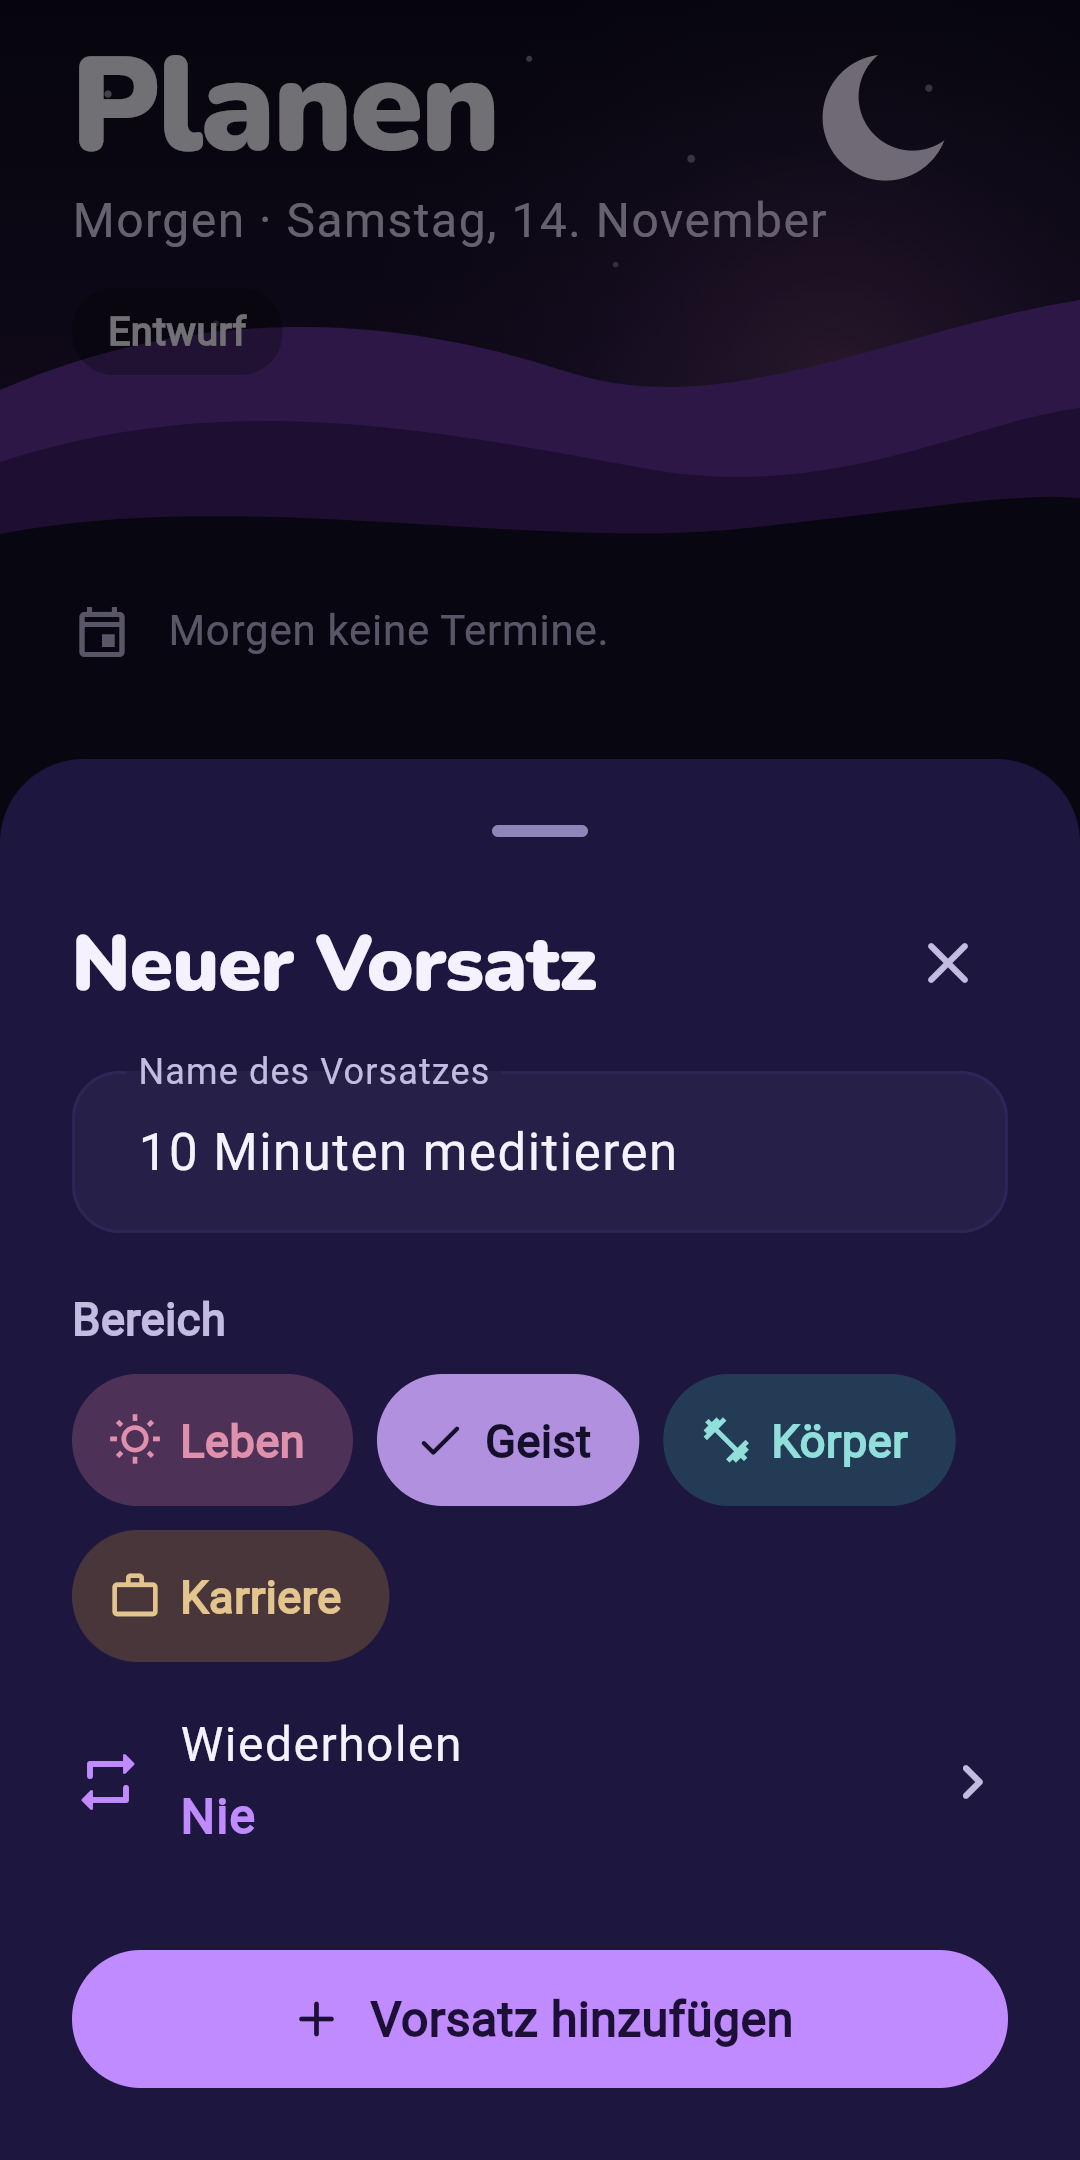 Planen
Morgen · Samstag, 14. November
Entwurf
Morgen keine Termine.
Neuer Vorsatz
Name des Vorsatzes
10 Minuten meditieren
Bereich
Leben
Geist
Körper
Karriere
Wiederholen
Nie
Vorsatz hinzufügen